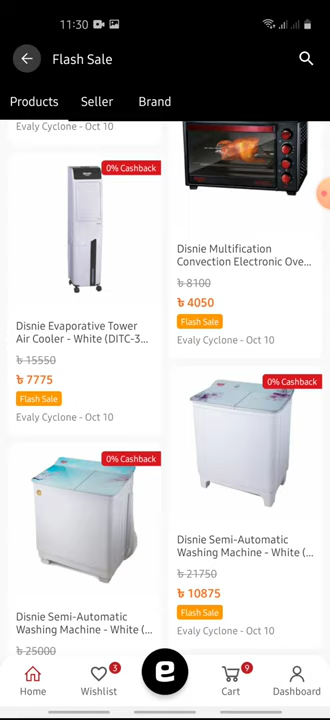 11:30
Flash Sale
Products Seller Brand
Evaly Cyclone - Oct 10
0% Cashback
Disnie Evaporative Tower
Air Cooler - White (DITC-3...
৳ 15550
৳ 7775
Flash Sale
Evaly Cyclone - Oct 10
Disnie Multification
Convection Electronic Ove...
৳ 8100
৳ 4050
Flash Sale
Evaly Cyclone - Oct 10
0% Cashback
Disnie Semi-Automatic
Washing Machine - White (...
৳ 25000
0% Cashback
Disnie Semi-Automatic
Washing Machine - White (...
৳ 21750
৳ 10875
Flash Sale
Evaly Cyclone - Oct 10
3
e
9
Home Wishlist Cart Dashboard